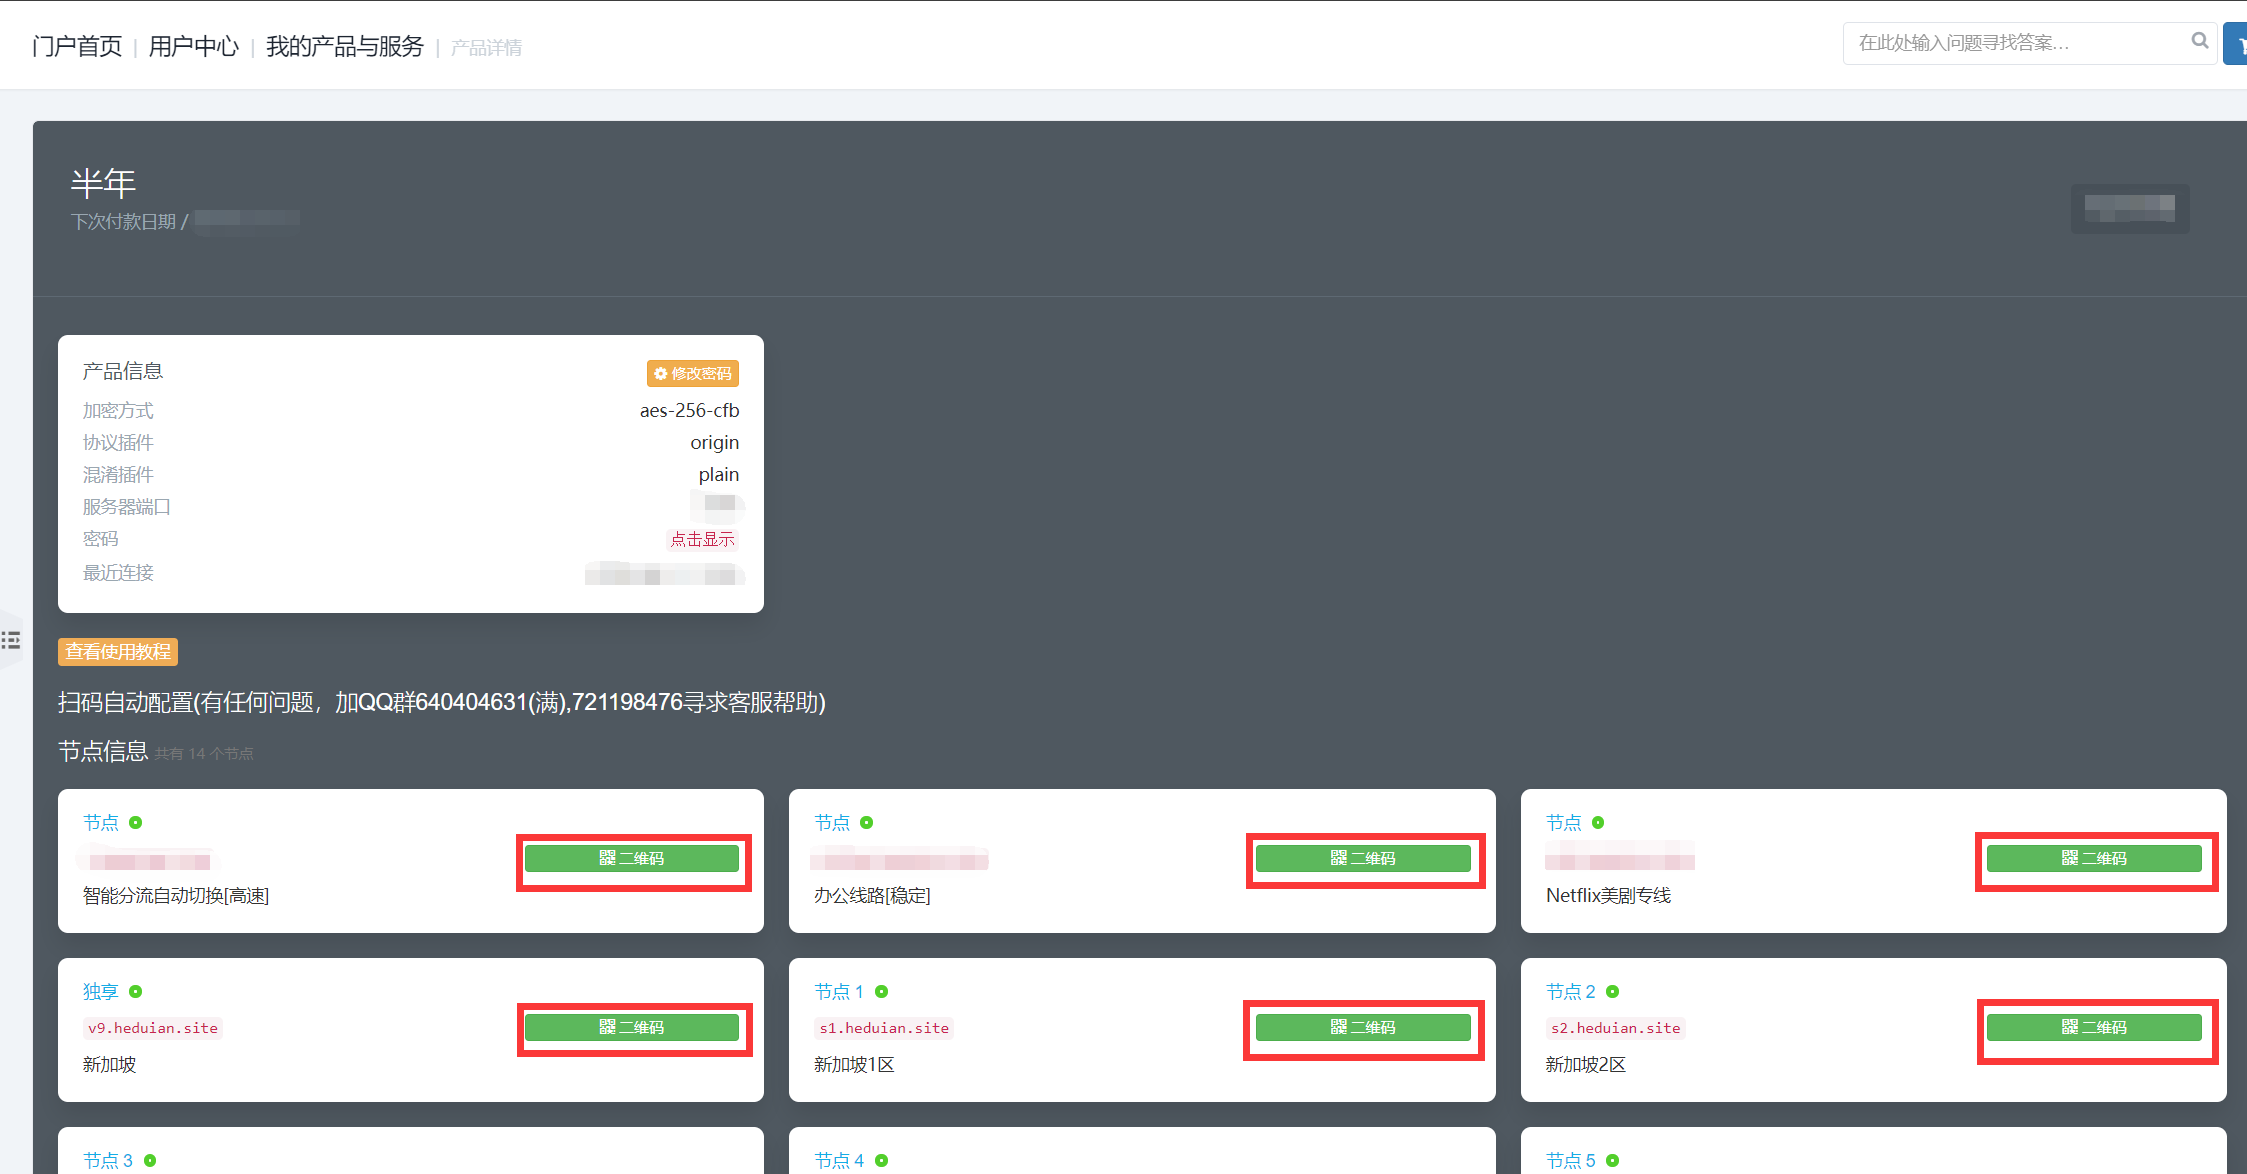 门户首页 | 用户中心 | 我的产品与服务 | 产品详情
在此处输入问题寻找答案...
半年
下次付款日期 /
产品信息
修改密码
加密方式 aes-256-cfb
协议插件 origin
混淆插件 plain
服务器端口
密码 点击显示
最近连接
查看使用教程
扫码自动配置(有任何问题，加QQ群640404631(满),721198476寻求客服帮助)
节点信息 共有 14 个节点
节点
二维码
智能分流自动切换[高速]
节点
二维码
办公线路[稳定]
节点
二维码
Netflix美剧专线
独享
v9.heduian.site
二维码
新加坡
节点 1
s1.heduian.site
二维码
新加坡1区
节点 2
s2.heduian.site
二维码
新加坡2区
节点 3
节点 4
节点 5